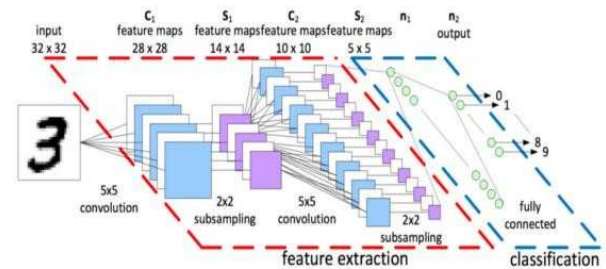 C₁ S₁ C₂ S₂ n₁ n₂
input feature maps feature maps feature maps feature maps output
32 x 32 28 x 28 14 x 14 10 x 10 5 x 5
0
1
8
9
3
5x5
convolution
2x2
subsampling
5x5
convolution
2x2
subsampling
fully
connected
feature extraction
classification